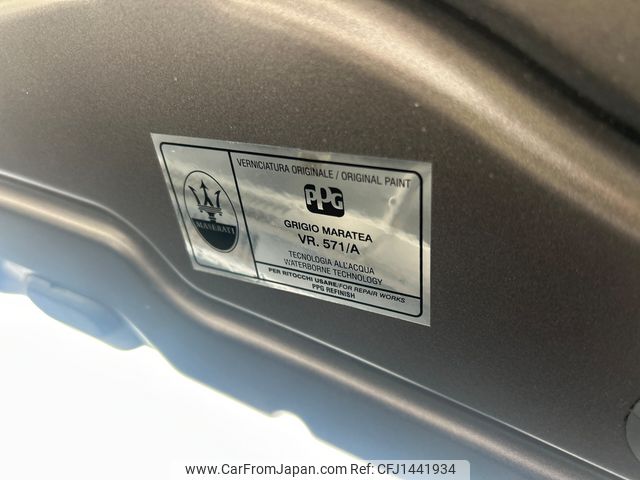 VERNICIATURA ORIGINALE / ORIGINAL PAINT
PPG
MASERATI
GRIGIO MARATEA
VR. 571/A
TECNOLOGIA ALL'ACQUA
WATERBORNE TECHNOLOGY
PER RITOCCHI USARE/FOR REPAIR WORKS
PPG REFINISH
www.CarFromJapan.com CFJ1441934